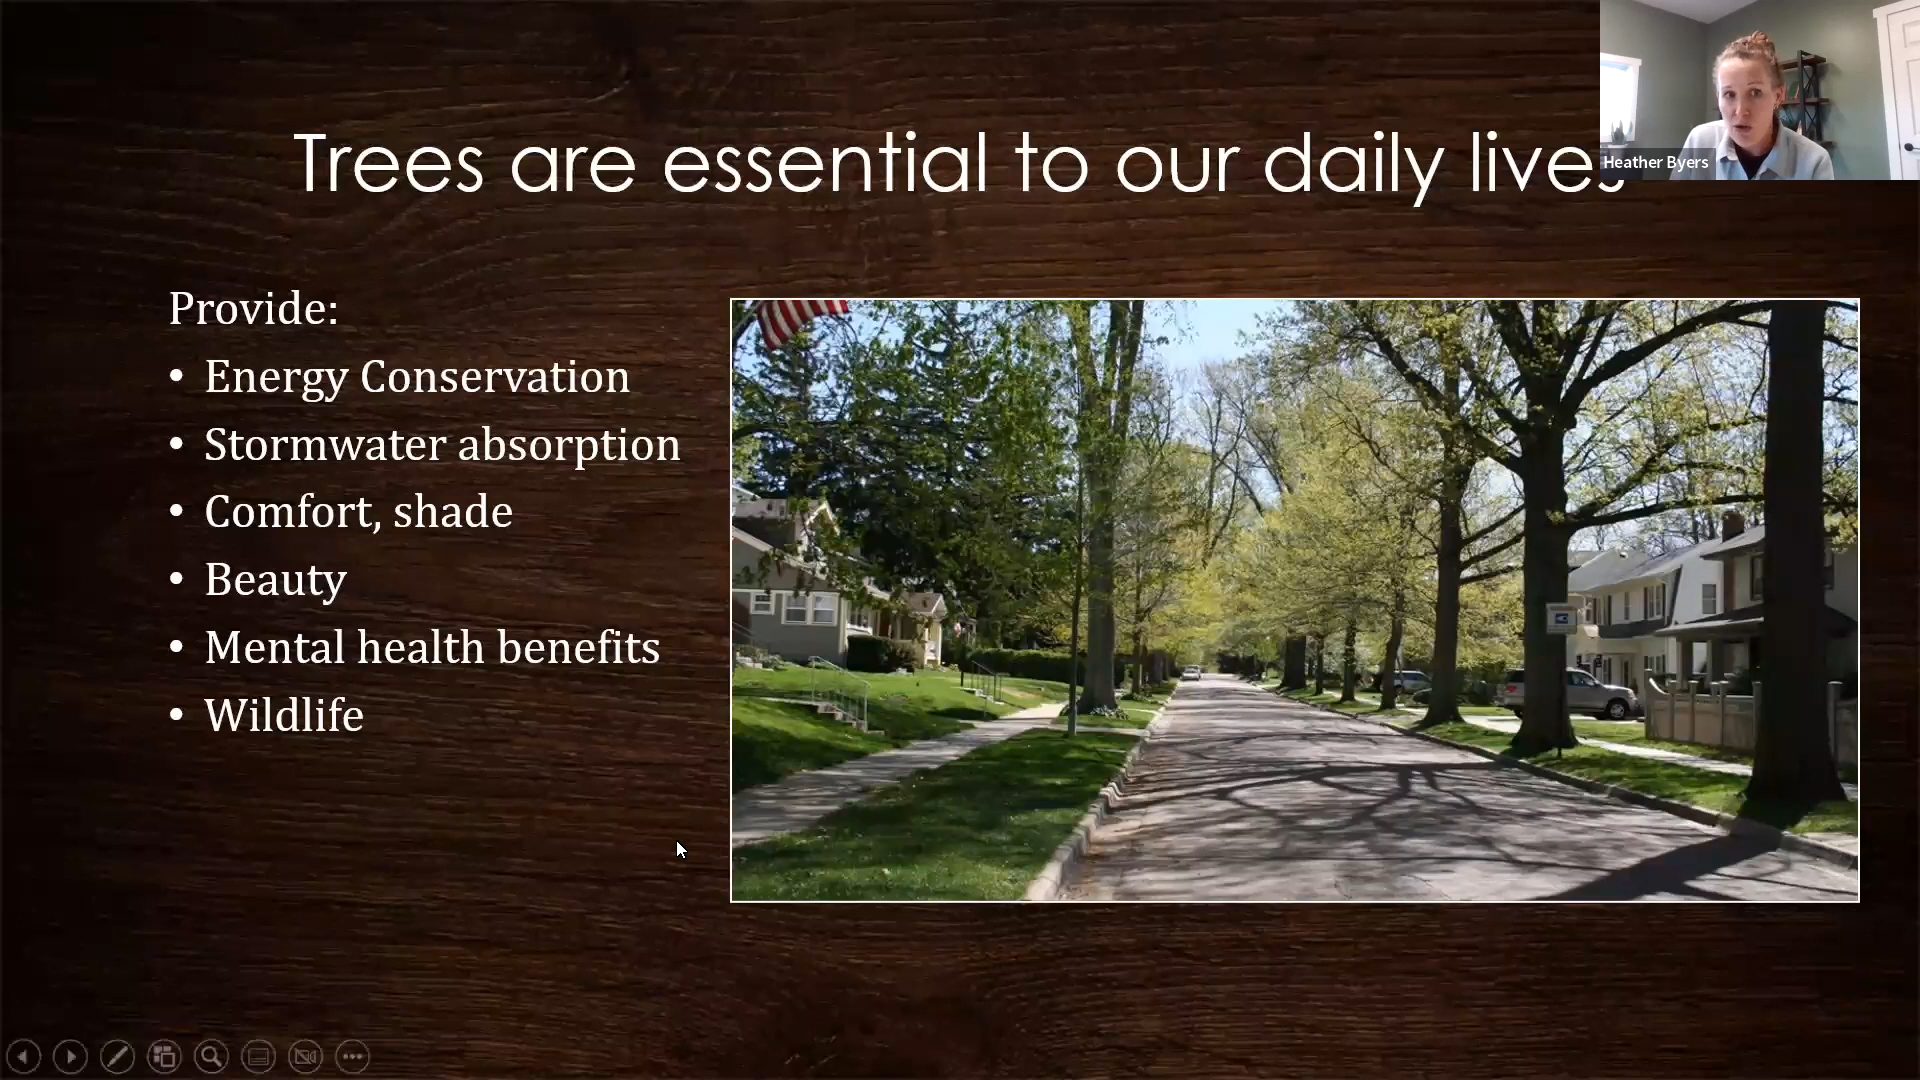 Trees are essential to our daily lives
Heather Byers
Provide:
• Energy Conservation
• Stormwater absorption
• Comfort, shade
• Beauty
• Mental health benefits
• Wildlife